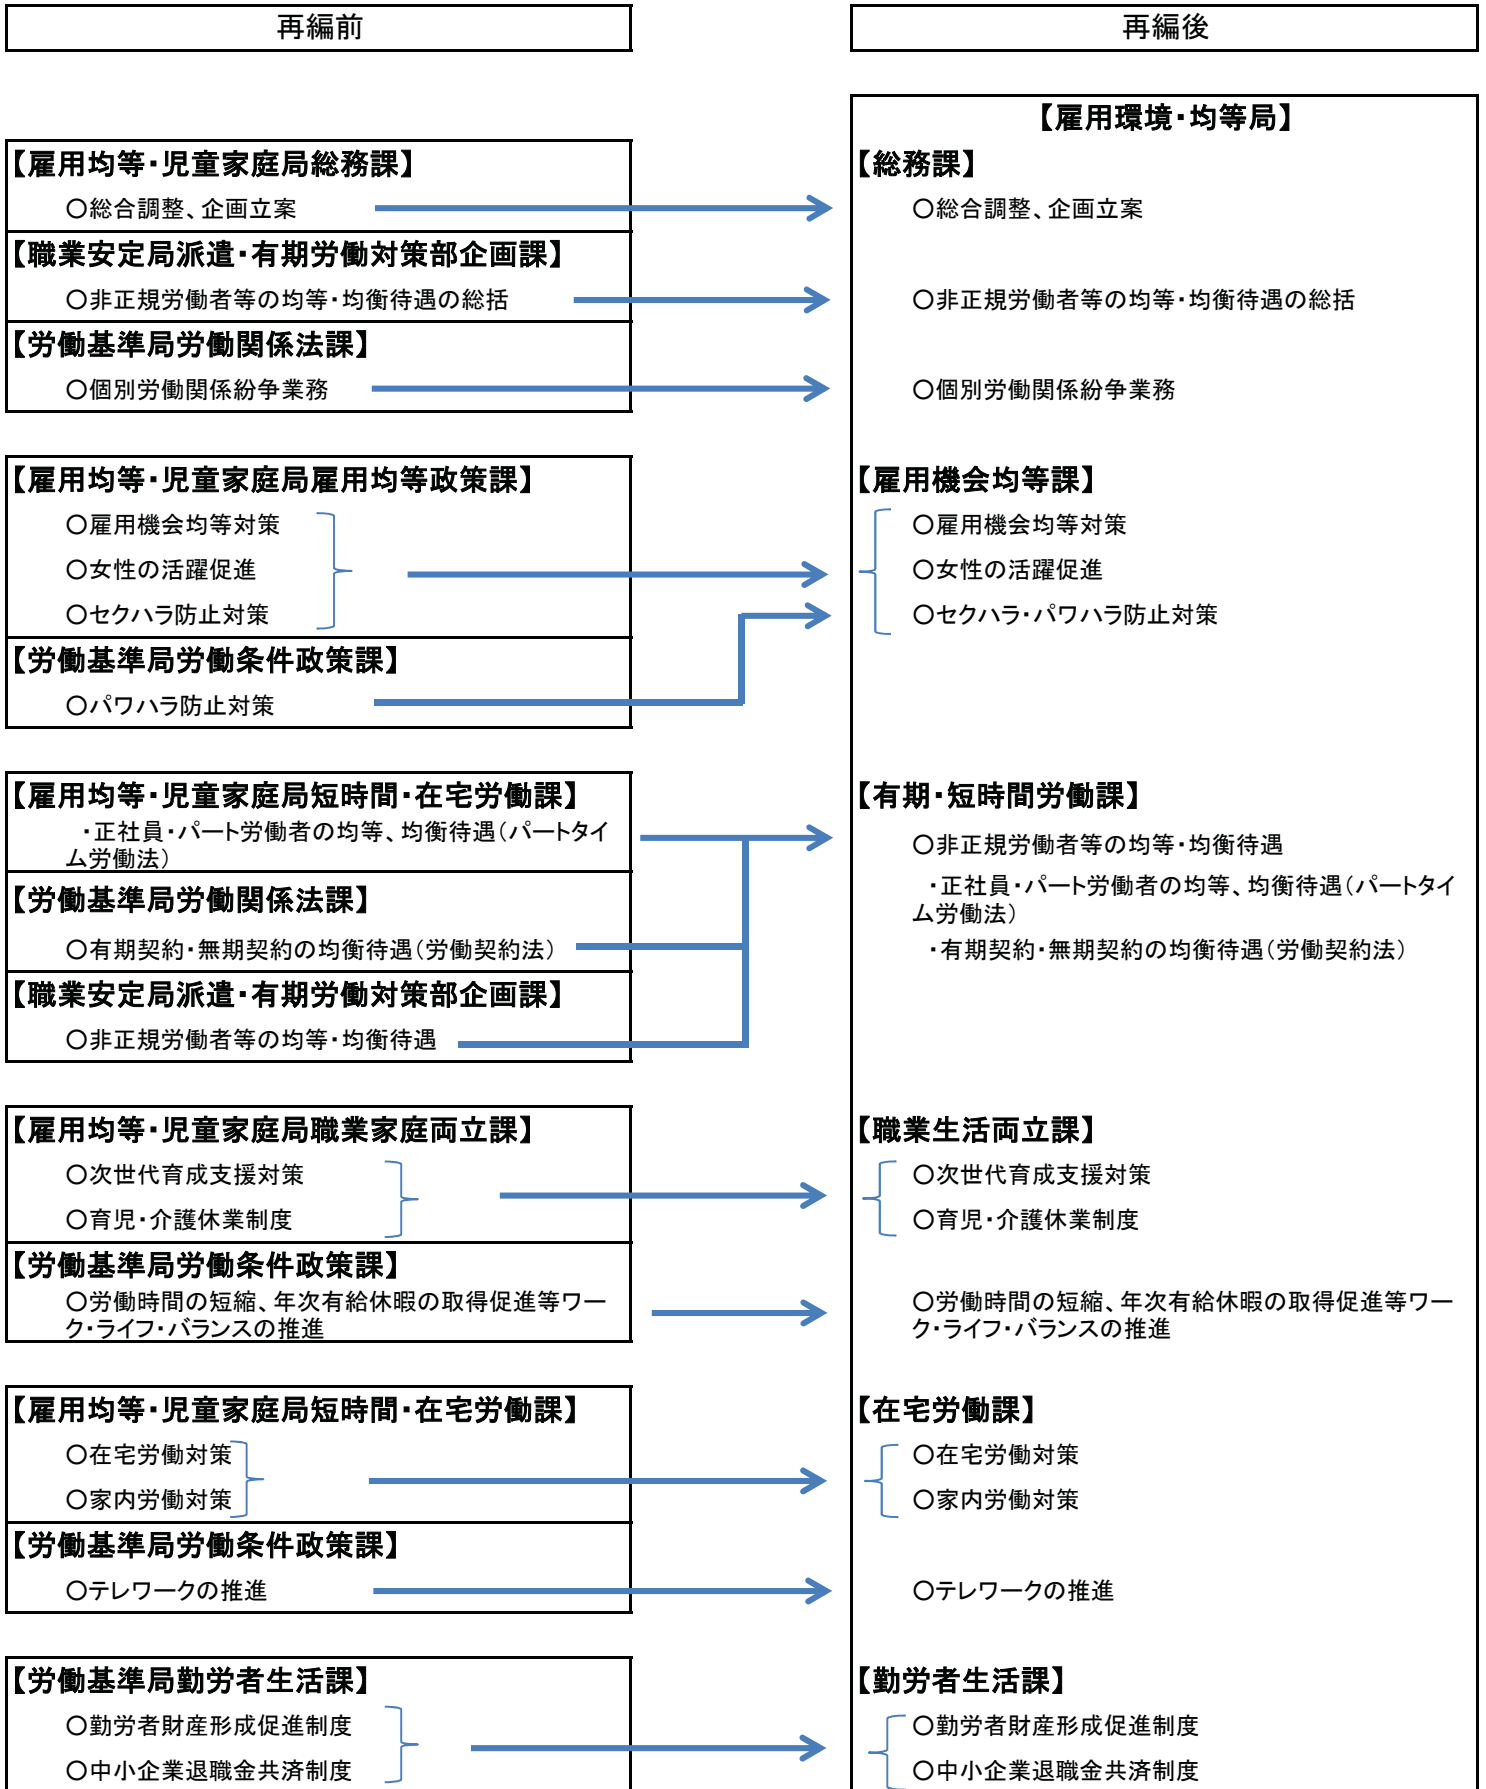 再編前
再編後
【雇用環境・均等局】
【雇用均等・児童家庭局総務課】
○総合調整、企画立案
【職業安定局派遣・有期労働対策部企画課】
○非正規労働者等の均等・均衡待遇の総括
【労働基準局労働関係法課】
○個別労働関係紛争業務
【総務課】
○総合調整、企画立案
○非正規労働者等の均等・均衡待遇の総括
○個別労働関係紛争業務
【雇用均等・児童家庭局雇用均等政策課】
○雇用機会均等対策
○女性の活躍促進
○セクハラ防止対策
【労働基準局労働条件政策課】
○パワハラ防止対策
【雇用機会均等課】
○雇用機会均等対策
○女性の活躍促進
○セクハラ・パワハラ防止対策
【雇用均等・児童家庭局短時間・在宅労働課】
・正社員・パート労働者の均等、均衡待遇（パートタイ
ム労働法）
【労働基準局労働関係法課】
○有期契約・無期契約の均衡待遇（労働契約法）
【職業安定局派遣・有期労働対策部企画課】
○非正規労働者等の均等・均衡待遇
【有期・短時間労働課】
○非正規労働者等の均等・均衡待遇
・正社員・パート労働者の均等、均衡待遇（パートタイ
ム労働法）
・有期契約・無期契約の均衡待遇（労働契約法）
【雇用均等・児童家庭局職業家庭両立課】
○次世代育成支援対策
○育児・介護休業制度
【労働基準局労働条件政策課】
○労働時間の短縮、年次有給休暇の取得促進等ワー
ク・ライフ・バランスの推進
【職業生活両立課】
○次世代育成支援対策
○育児・介護休業制度
○労働時間の短縮、年次有給休暇の取得促進等ワー
ク・ライフ・バランスの推進
【雇用均等・児童家庭局短時間・在宅労働課】
○在宅労働対策
○家内労働対策
【労働基準局労働条件政策課】
○テレワークの推進
【在宅労働課】
○在宅労働対策
○家内労働対策
○テレワークの推進
【労働基準局勤労者生活課】
○勤労者財産形成促進制度
○中小企業退職金共済制度
【勤労者生活課】
○勤労者財産形成促進制度
○中小企業退職金共済制度